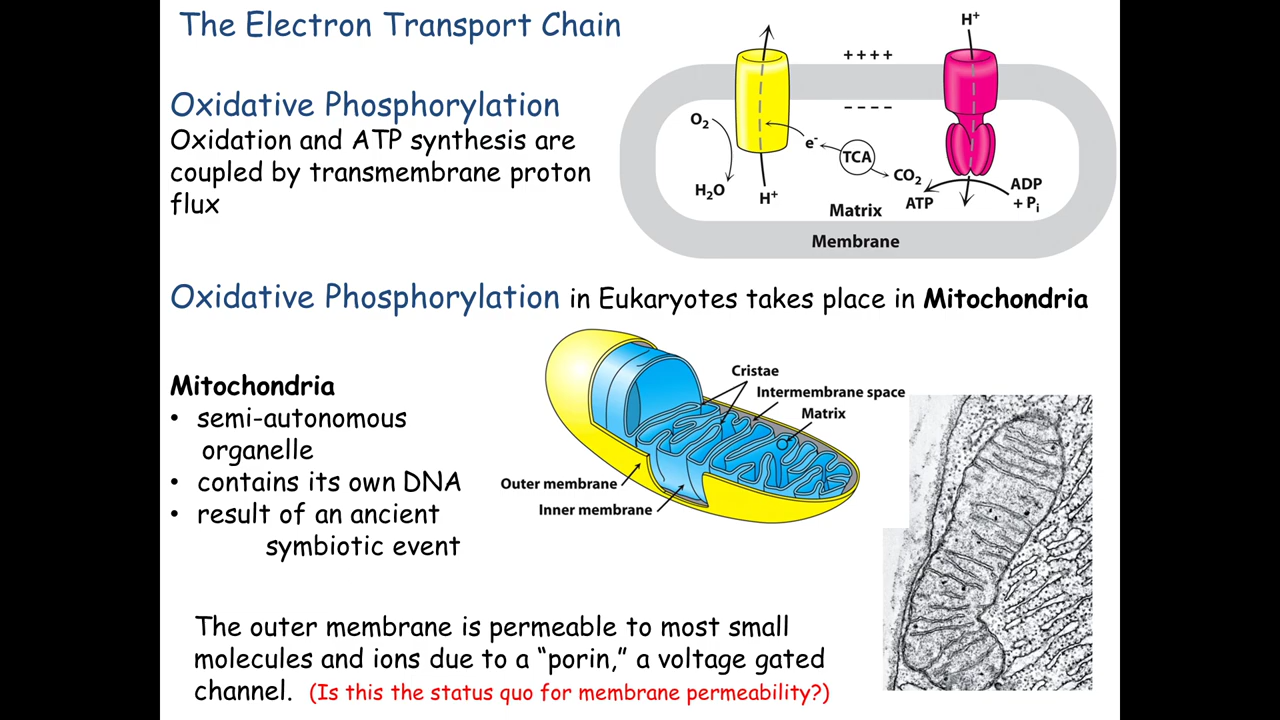 The Electron Transport Chain
Oxidative Phosphorylation
Oxidation and ATP synthesis are
coupled by transmembrane proton
flux
H⁺
++++
----
O₂
e⁻
TCA
H₂O
H⁺
CO₂
ATP
ADP
+ Pᵢ
Matrix
Membrane
Oxidative Phosphorylation in Eukaryotes takes place in Mitochondria
Mitochondria
• semi-autonomous
organelle
• contains its own DNA
• result of an ancient
symbiotic event
Cristae
Intermembrane space
Matrix
Outer membrane
Inner membrane
The outer membrane is permeable to most small
molecules and ions due to a “porin,” a voltage gated
channel. (Is this the status quo for membrane permeability?)